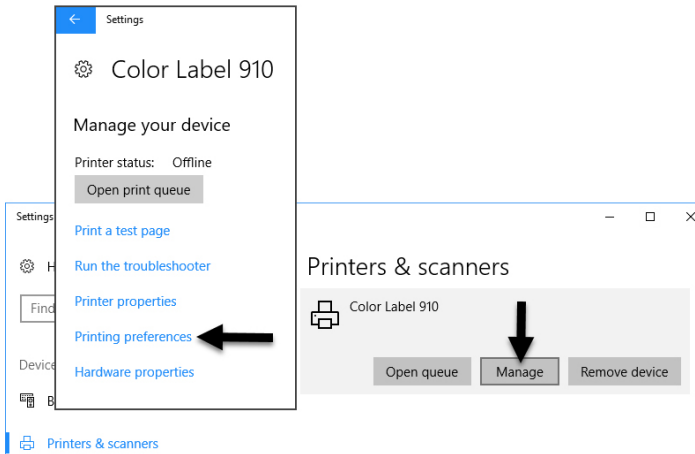 Settings
Color Label 910
Manage your device
Printer status: Offline
Open print queue
Print a test page
Run the troubleshooter
Printer properties
Printing preferences
Hardware properties
Settings
H
Find
Device
B
Printers & scanners
Printers & scanners
Color Label 910
Open queue
Manage
Remove device